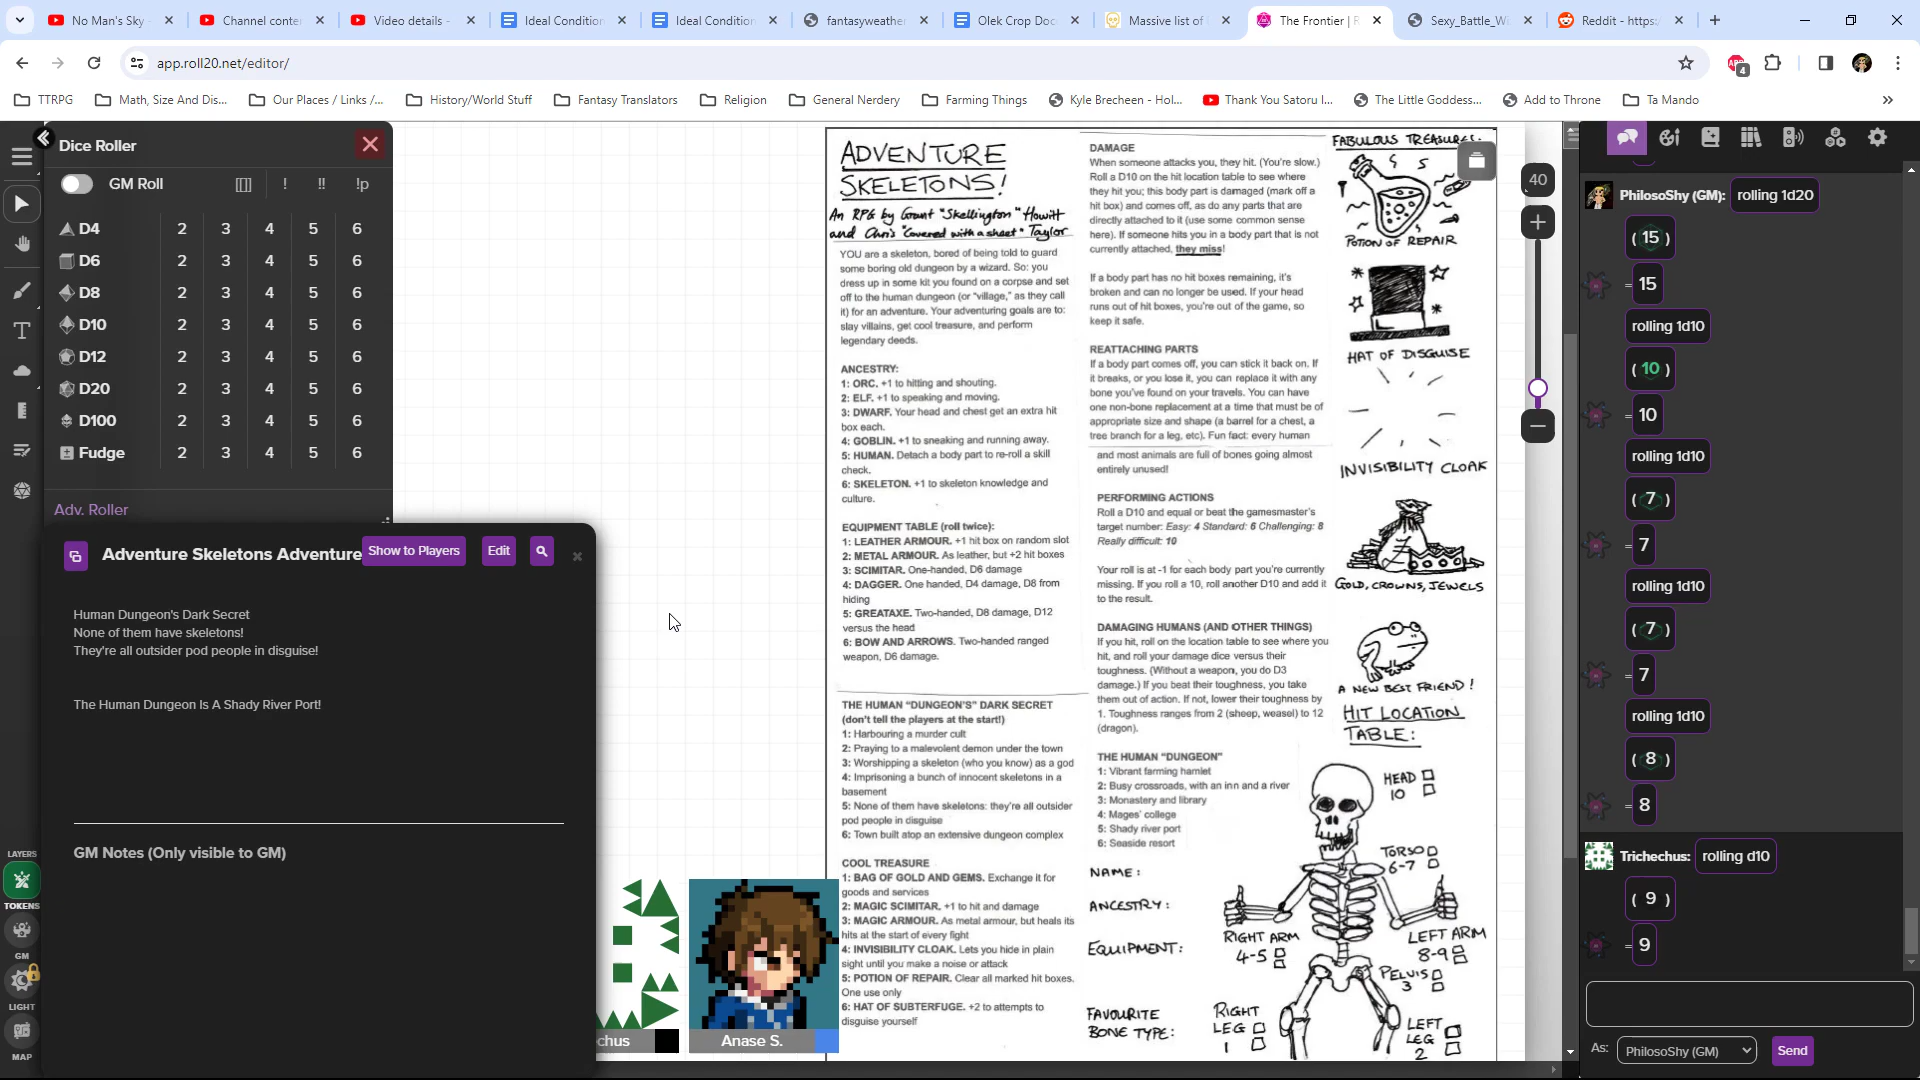 No Man's Sky -
Channel conte
Video details -
Ideal Condition
Ideal Condition
fantasyweather
Olek Crop Doc
Massive list of
The Frontier | R
Sexy_Battle_Wi
Reddit - https:/
app.roll20.net/editor/
4
TTRPG
Math, Size And Dis...
Our Places / Links /...
History/World Stuff
Fantasy Translators
Religion
General Nerdery
Farming Things
Kyle Brecheen - Hol...
Thank You Satoru I...
The Little Goddess...
Add to Throne
Ta Mando
Dice Roller
GM Roll [[]] ! !! !p
D4 2 3 4 5 6
D6 2 3 4 5 6
D8 2 3 4 5 6
D10 2 3 4 5 6
D12 2 3 4 5 6
D20 2 3 4 5 6
D100 2 3 4 5 6
Fudge 2 3 4 5 6
Adv. Roller
Adventure Skeletons Adventure
Show to Players
Edit
Human Dungeon's Dark Secret
None of them have skeletons!
They're all outsider pod people in disguise!
The Human Dungeon Is A Shady River Port!
GM Notes (Only visible to GM)
LAYERS
TOKENS
GM
LIGHT
MAP
chus
Anase S.
ADVENTURE
SKELETONS!
An RPG by Grant "Skellington" Howitt
and Chris "Covered with a sheet" Taylor
YOU are a skeleton, bored of being told to guard
some boring old dungeon by a wizard. So: you
dress up in some kit you found on a corpse and set
off to the human dungeon (or "village," as they call
it) for an adventure. Your adventuring goals are to:
slay villains, get cool treasure, and perform
legendary deeds.
ANCESTRY:
1: ORC. +1 to hitting and shouting.
2: ELF. +1 to speaking and moving.
3: DWARF. Your head and chest get an extra hit
box each.
4: GOBLIN. +1 to sneaking and running away.
5: HUMAN. Detach a body part to re-roll a skill
check.
6: SKELETON. +1 to skeleton knowledge and
culture.
EQUIPMENT TABLE (roll twice):
1: LEATHER ARMOUR. +1 hit box on random slot
2: METAL ARMOUR. As leather, but +2 hit boxes
3: SCIMITAR. One-handed, D6 damage
4: DAGGER. One handed, D4 damage, D8 from
hiding
5: GREATAXE. Two-handed, D8 damage, D12
versus the head
6: BOW AND ARROWS. Two-handed ranged
weapon, D6 damage.
THE HUMAN "DUNGEON'S" DARK SECRET
(don't tell the players at the start!)
1: Harbouring a murder cult
2: Praying to a malevolent demon under the town
3: Worshipping a skeleton (who you know) as a god
4: Imprisoning a bunch of innocent skeletons in a
basement
5: None of them have skeletons: they're all outsider
pod people in disguise
6: Town built atop an extensive dungeon complex
COOL TREASURE
1: BAG OF GOLD AND GEMS. Exchange it for
goods and services
2: MAGIC SCIMITAR. +1 to hit and damage
3: MAGIC ARMOUR. As metal armour, but heals its
hits at the start of every fight
4: INVISIBILITY CLOAK. Lets you hide in plain
sight until you make a noise or attack
5: POTION OF REPAIR. Clear all marked hit boxes.
One use only
6: HAT OF SUBTERFUGE. +2 to attempts to
disguise yourself
DAMAGE
When someone attacks you, they hit. (You're slow.)
Roll a D10 on the hit location table to see where
they hit you; this body part is damaged (mark off a
hit box) and comes off, as do any parts that are
directly attached to it (use some common sense
here). If someone hits you in a body part that is not
currently attached, they miss!
If a body part has no hit boxes remaining, it's
broken and can no longer be used. If your head
runs out of hit boxes, you're out of the game, so
keep it safe.
REATTACHING PARTS
If a body part comes off, you can stick it back on. If
it breaks, or you lose it, you can replace it with any
bone you've found on your travels. You can have
one non-bone replacement at a time that must be of
appropriate size and shape (a barrel for a chest, a
tree branch for a leg, etc). Fun fact: every human
and most animals are full of bones going almost
entirely unused!
PERFORMING ACTIONS
Roll a D10 and equal or beat the gamesmaster's
target number: Easy: 4 Standard: 6 Challenging: 8
Really difficult: 10
Your roll is at -1 for each body part you're currently
missing. If you roll a 10, roll another D10 and add it
to the result.
DAMAGING HUMANS (AND OTHER THINGS)
If you hit, roll on the location table to see where you
hit, and roll your damage dice versus their
toughness. (Without a weapon, you do D3
damage.) If you beat their toughness, you take
them out of action. If not, lower their toughness by
1. Toughness ranges from 2 (sheep, weasel) to 12
(dragon).
THE HUMAN "DUNGEON"
1: Vibrant farming hamlet
2: Busy crossroads, with an inn and a river
3: Monastery and library
4: Mages' college
5: Shady river port
6: Seaside resort
NAME:
ANCESTRY:
EQUIPMENT:
FAVOURITE
BONE TYPE:
FABULOUS TREASURES:
POTION OF REPAIR
HAT OF DISGUISE
INVISIBILITY CLOAK
GOLD, CROWNS, JEWELS
A NEW BEST FRIEND!
HIT LOCATION
TABLE:
HEAD
10
TORSO
6-7
RIGHT ARM
4-5
LEFT ARM
8-9
PELVIS
3
RIGHT
LEG
1
LEFT
LEG
2
40
PhilosoShy (GM): rolling 1d20
( 15 )
= 15
rolling 1d10
( 10 )
= 10
rolling 1d10
( 7 )
= 7
rolling 1d10
( 7 )
= 7
rolling 1d10
( 8 )
= 8
Trichechus: rolling d10
( 9 )
= 9
As: PhilosoShy (GM)
Send